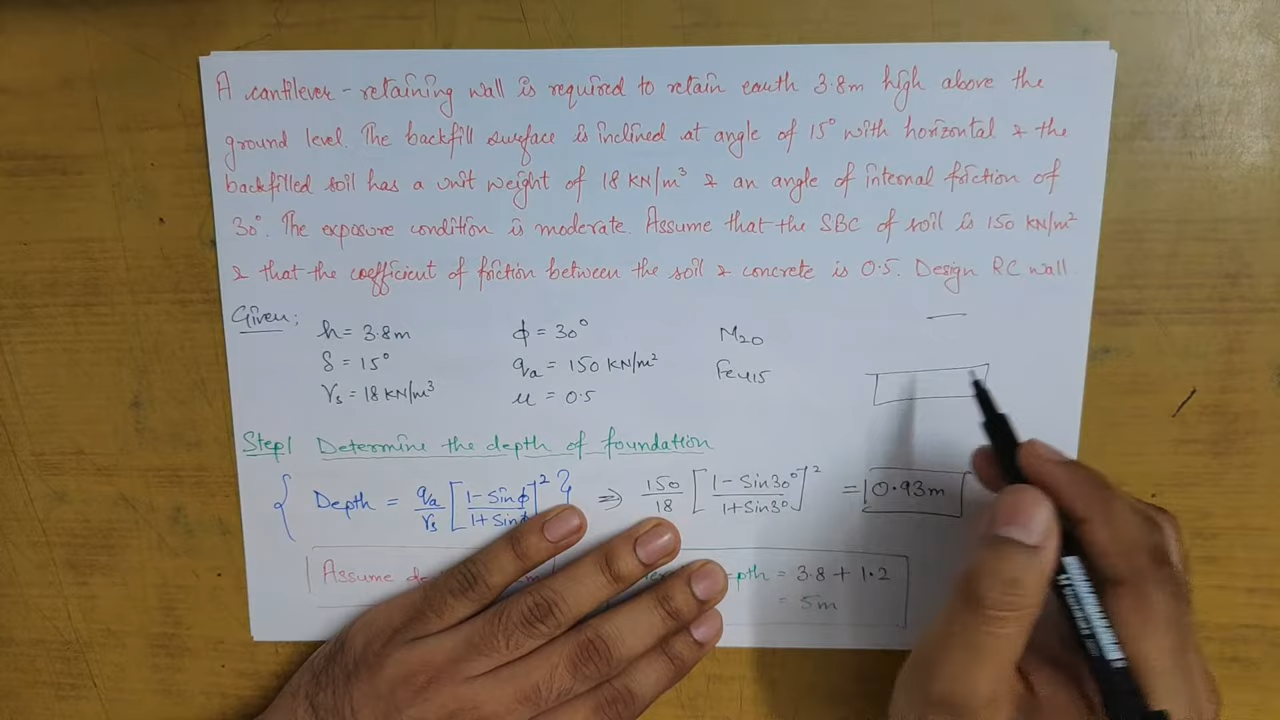 A cantilever - retaining wall is required to retain earth 3.8m high above the
ground level. The backfill surface is inclined at angle of 15° with horizontal & the
backfilled soil has a unit weight of 18 KN/m³ & an angle of internal friction of
30°. The exposure condition is moderate. Assume that the SBC of soil is 150 KN/m²
& that the coefficient of friction between the soil & concrete is 0.5. Design RC wall.
Given;
h = 3.8m ϕ = 30° M20
δ = 15° qa = 150 KN/m² Fe415
γs = 18 KN/m³ μ = 0.5
Step1 Determine the depth of foundation
{ Depth = qa/γs [1 - Sinϕ / 1 + Sinϕ]² } ⇒ 150/18 [1 - Sin30° / 1 + Sin30°]² = 0.93m
Assume = 3.8 + 1.2
= 5m